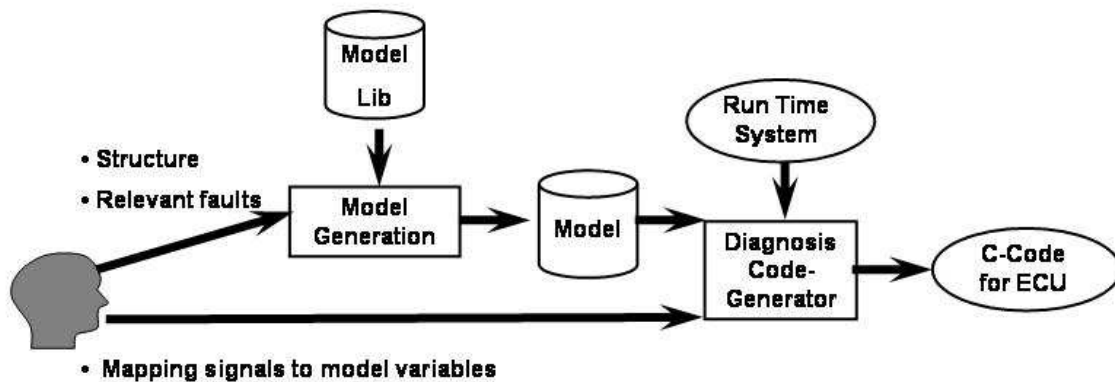 Model
Lib
Run Time
System
• Structure
• Relevant faults
Model
Generation
Model
Diagnosis
Code-
Generator
C-Code
for ECU
• Mapping signals to model variables